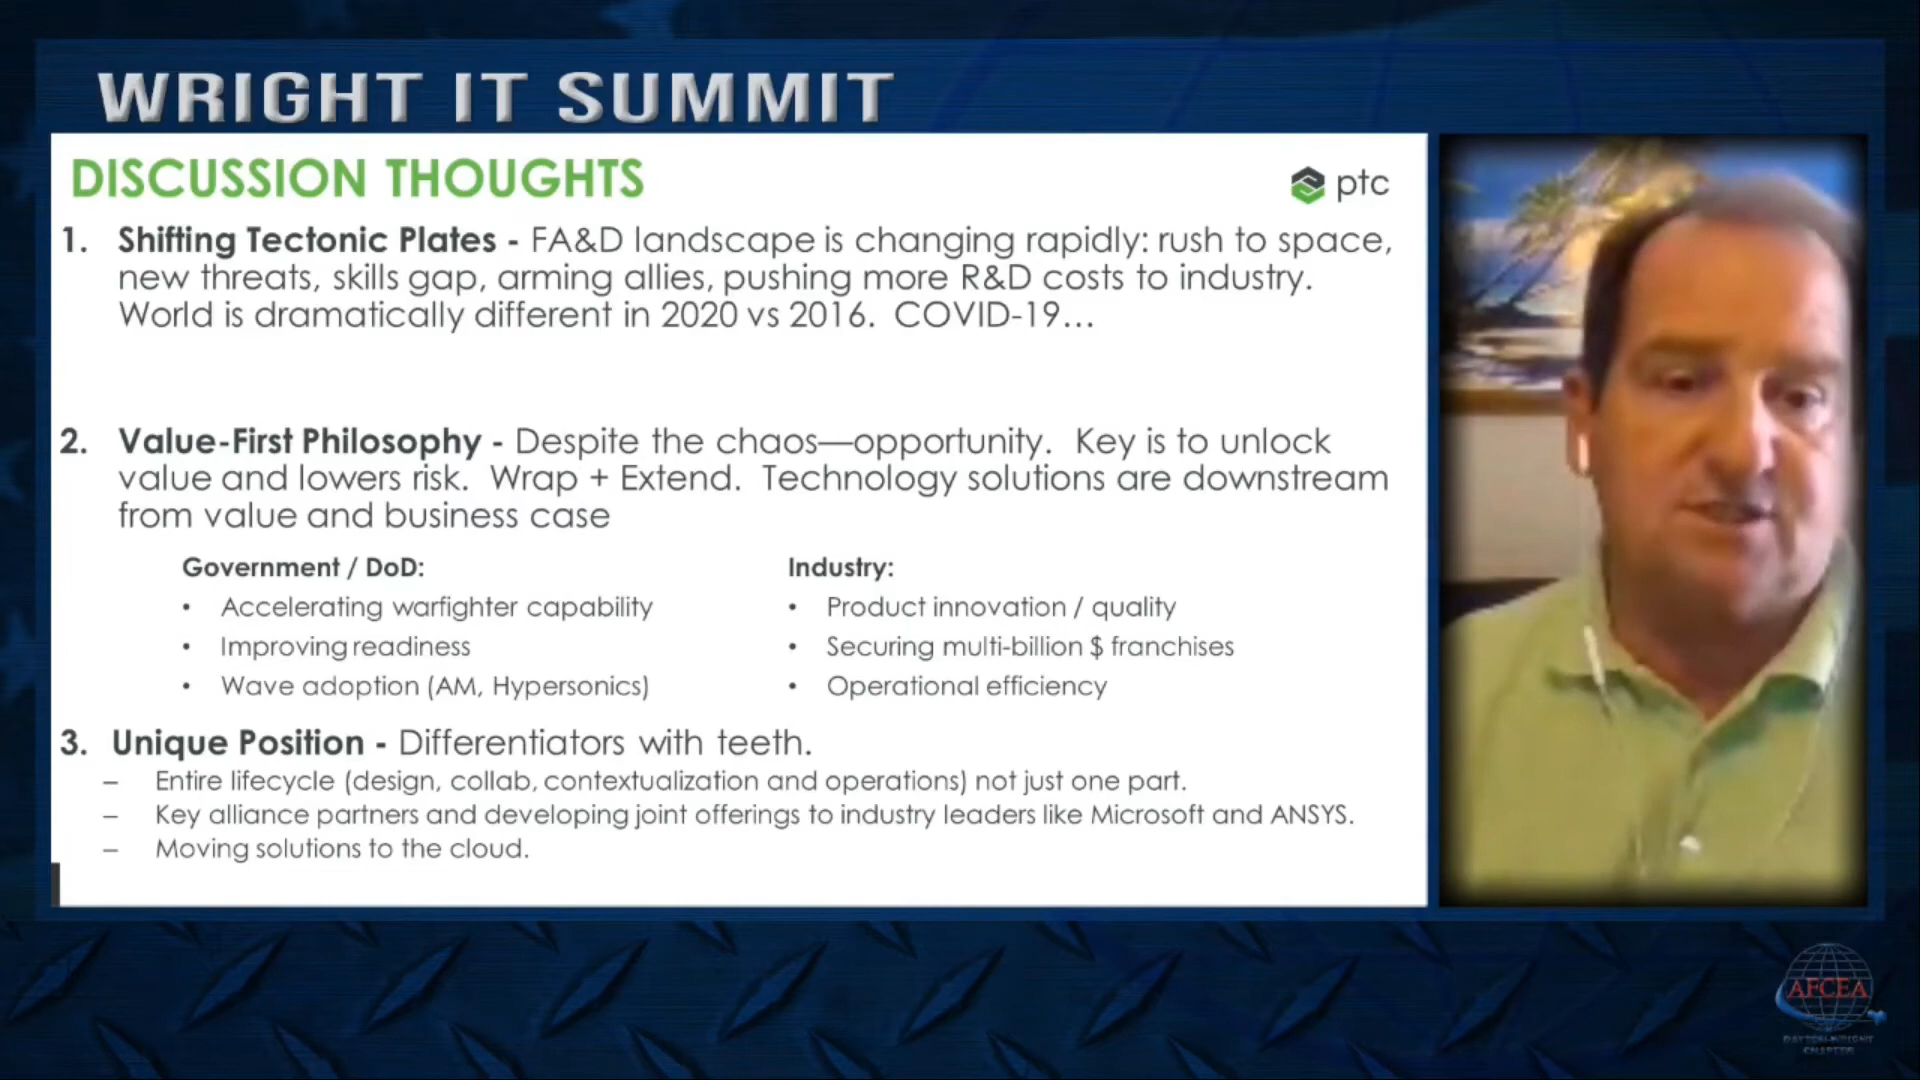 WRIGHT IT SUMMIT
DISCUSSION THOUGHTS
ptc
1. Shifting Tectonic Plates - FA&D landscape is changing rapidly: rush to space,
new threats, skills gap, arming allies, pushing more R&D costs to industry.
World is dramatically different in 2020 vs 2016. COVID-19...
2. Value-First Philosophy - Despite the chaos—opportunity. Key is to unlock
value and lowers risk. Wrap + Extend. Technology solutions are downstream
from value and business case
Government / DoD:
• Accelerating warfighter capability
• Improving readiness
• Wave adoption (AM, Hypersonics)
Industry:
• Product innovation / quality
• Securing multi-billion $ franchises
• Operational efficiency
3. Unique Position - Differentiators with teeth.
– Entire lifecycle (design, collab, contextualization and operations) not just one part.
– Key alliance partners and developing joint offerings to industry leaders like Microsoft and ANSYS.
– Moving solutions to the cloud.
AFCEA
DAYTON-WRIGHT
CHAPTER